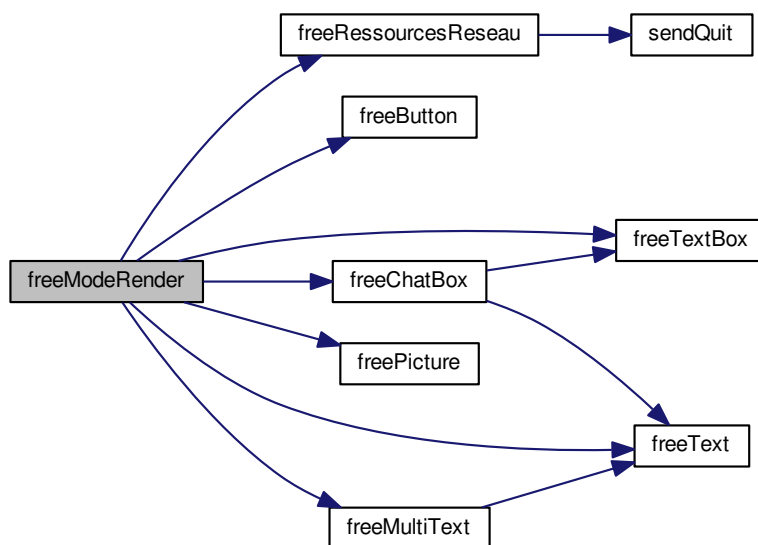 freeRessourcesReseau
sendQuit
freeButton
freeTextBox
freeModeRender
freeChatBox
freePicture
freeText
freeMultiText